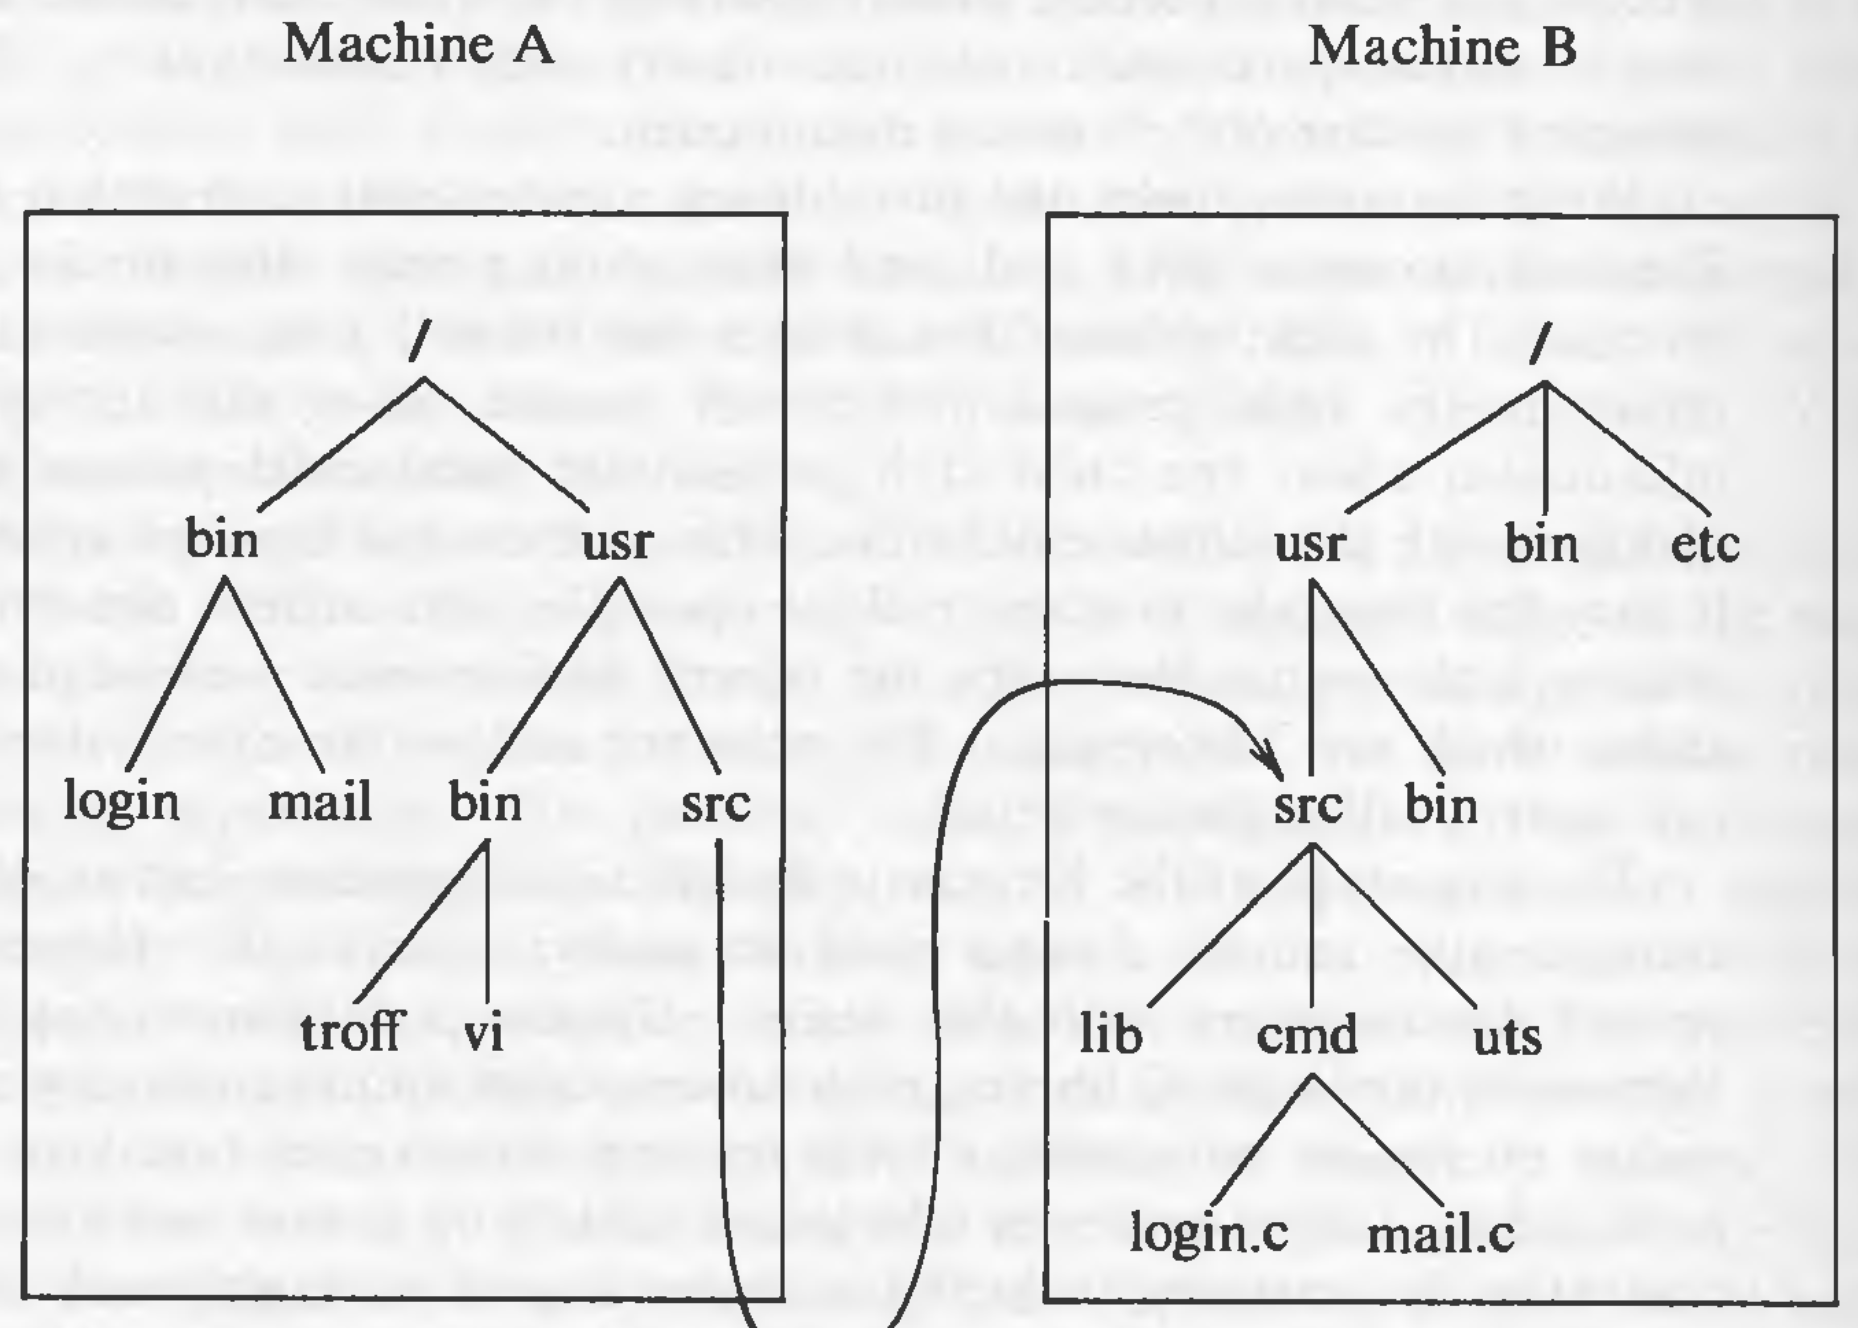 Machine A
Machine B
/
bin usr
login mail bin src
troff vi
/
usr bin etc
src bin
lib cmd uts
login.c mail.c